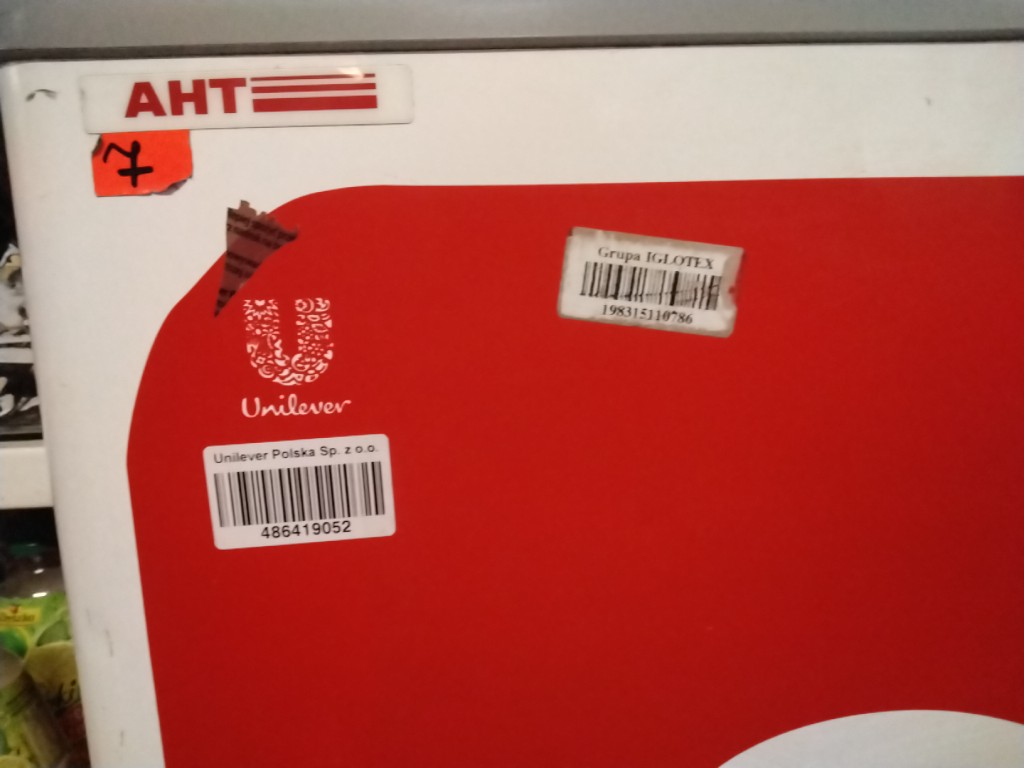 AHT
7
Grupa IGLOTEX
198315110786
Unilever
Unilever Polska Sp. z o.o.
486419052